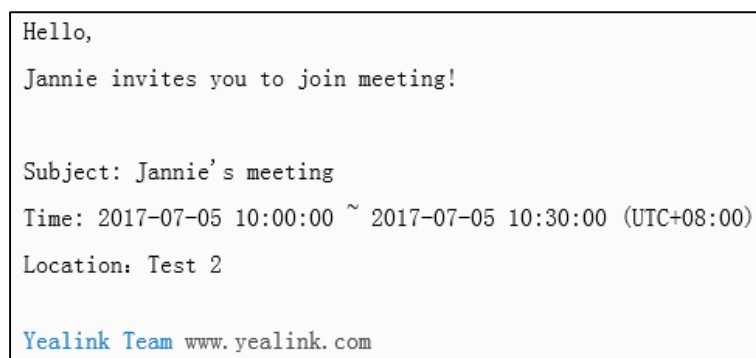 Hello,
Jannie invites you to join meeting!
Subject: Jannie's meeting
Time: 2017-07-05 10:00:00 ~ 2017-07-05 10:30:00 (UTC+08:00)
Location: Test 2
Yealink Team www.yealink.com